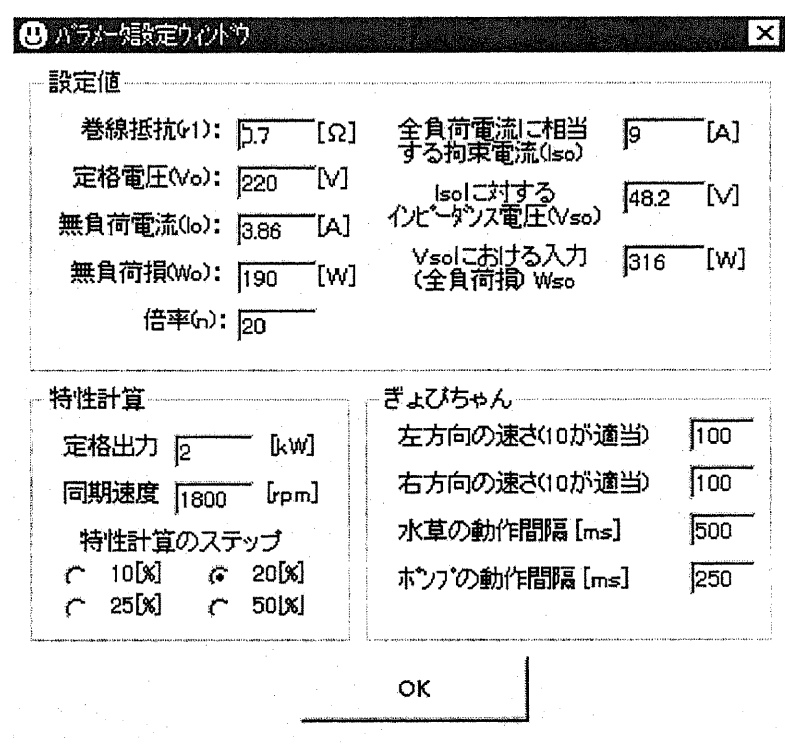 パラメータ設定ウィンドウ
設定値
巻線抵抗(r1): 0.7 [Ω]
定格電圧(Vo): 220 [V]
無負荷電流(Io): 3.86 [A]
無負荷損(Wo): 190 [W]
倍率(n): 20
全負荷電流に相当
する拘束電流(Iso) 9 [A]
Isoに対する
インピーダンス電圧(Vso) 48.2 [V]
Vsoにおける入力
(全負荷損) Wso 316 [W]
特性計算
定格出力 2 [kW]
同期速度 1800 [rpm]
特性計算のステップ
10[%] 20[%]
25[%] 50[%]
ぎょぴちゃん
左方向の速さ(10が適当) 100
右方向の速さ(10が適当) 100
水草の動作間隔 [ms] 500
ポンプの動作間隔 [ms] 250
OK